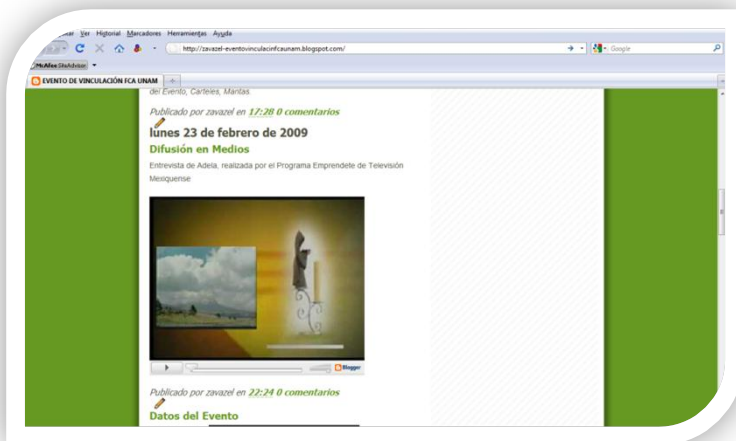 Ver Historial Marcadores Herramientas Ayuda
http://zavazel-eventovinculacinfcaunam.blogspot.com/
Google
McAfee SiteAdvisor
EVENTO DE VINCULACIÓN FCA UNAM
del Evento, Carteles, Mantas
Publicado por zavazel en 17:28 0 comentarios
lunes 23 de febrero de 2009
Difusión en Medios
Entrevista de Adela, realizada por el Programa Emprendete de Televisión
Mexiquense
Blogger
Publicado por zavazel en 22:24 0 comentarios
Datos del Evento